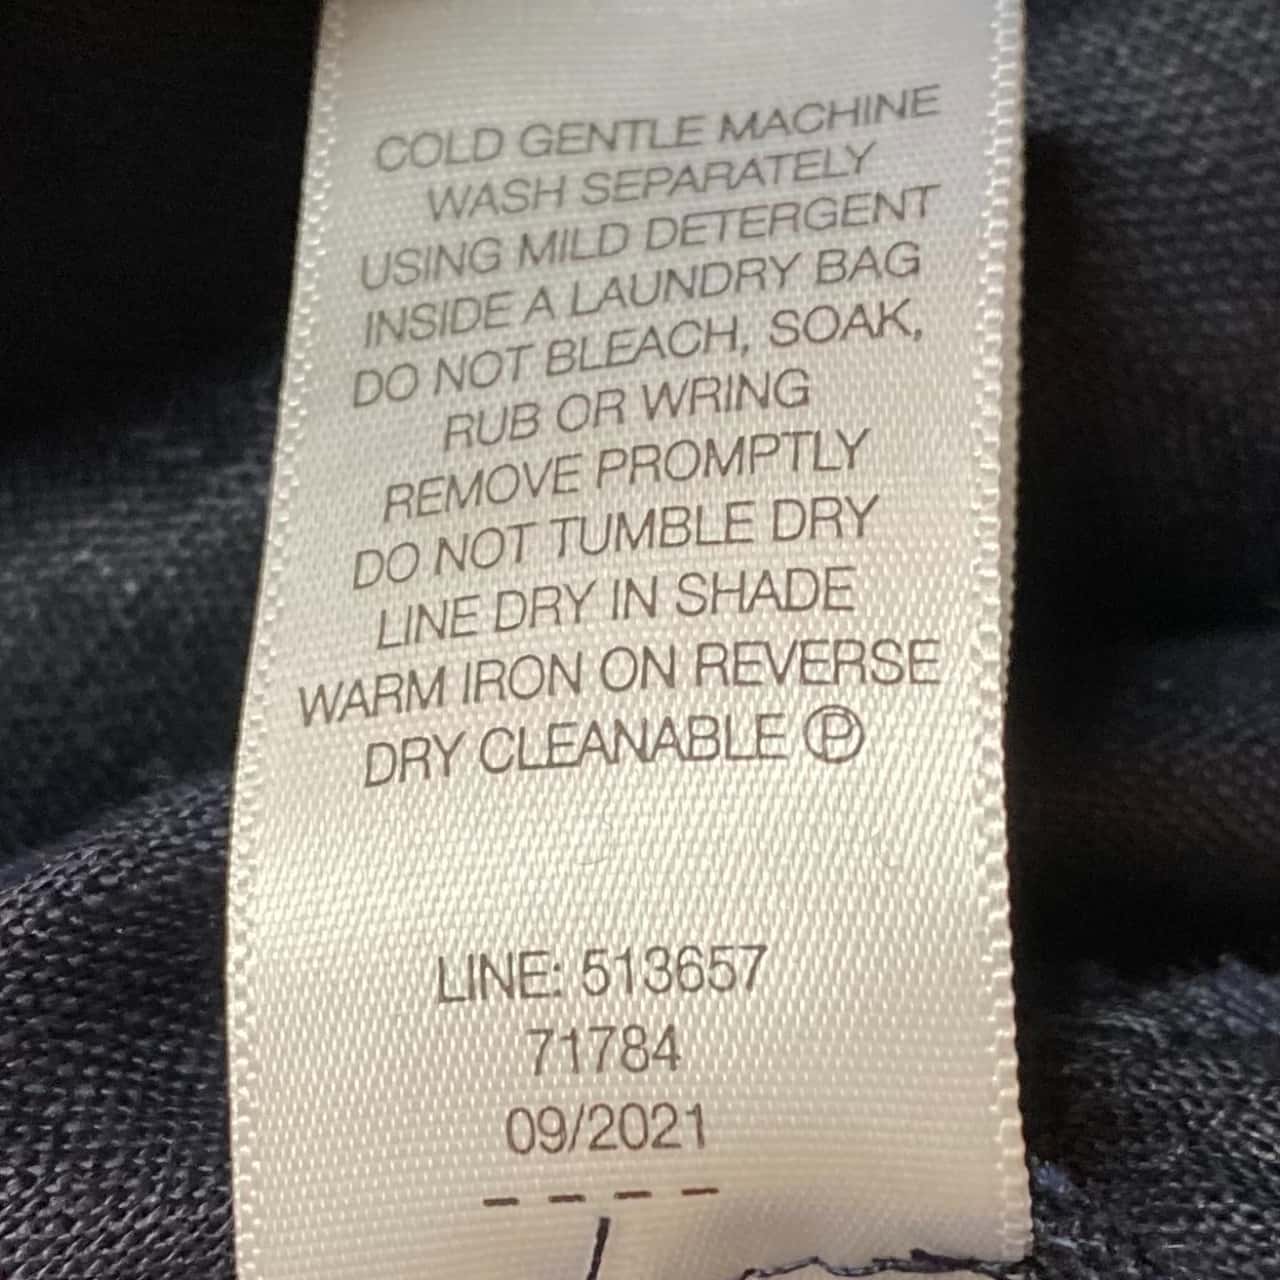 COLD GENTLE MACHINE
WASH SEPARATELY
USING MILD DETERGENT
INSIDE A LAUNDRY BAG
DO NOT BLEACH, SOAK,
RUB OR WRING
REMOVE PROMPTLY
DO NOT TUMBLE DRY
LINE DRY IN SHADE
WARM IRON ON REVERSE
DRY CLEANABLE Ⓟ
LINE: 513657
71784
09/2021
– – – –